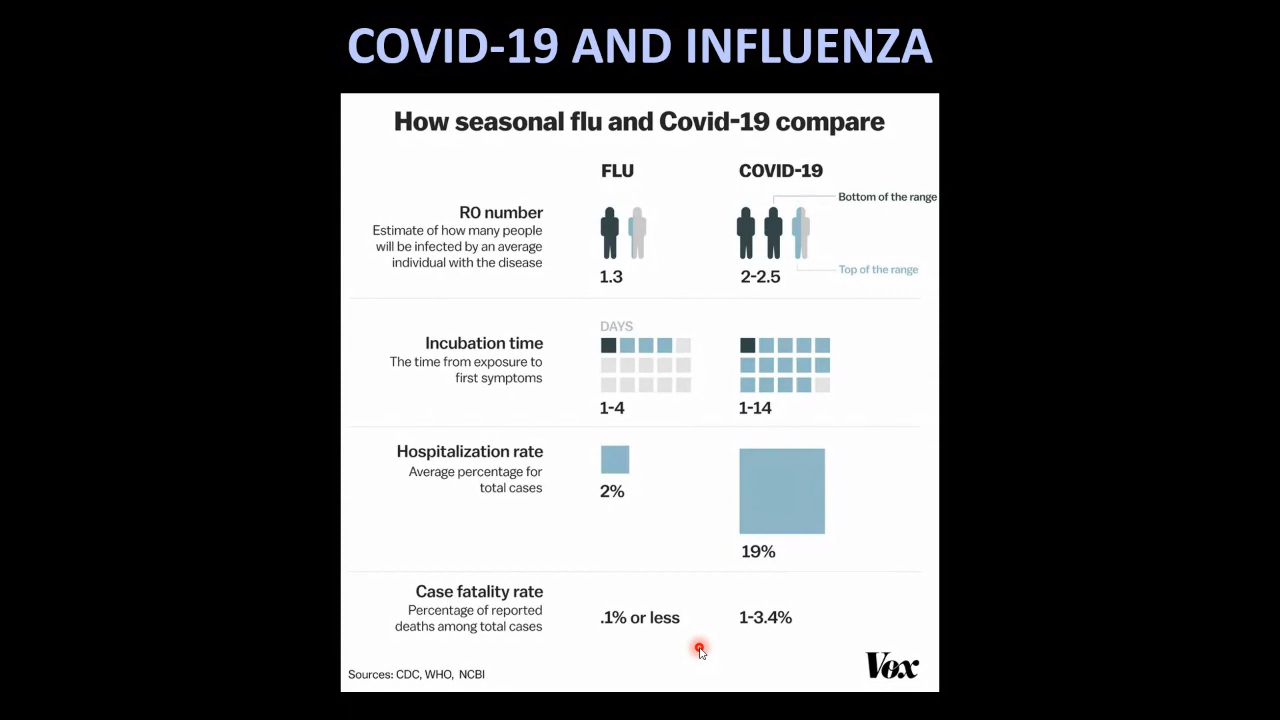 COVID-19 AND INFLUENZA
How seasonal flu and Covid-19 compare
FLU
COVID-19
Bottom of the range
R0 number
Estimate of how many people
will be infected by an average
individual with the disease
Top of the range
1.3
2-2.5
DAYS
Incubation time
The time from exposure to
first symptoms
1-4
1-14
Hospitalization rate
Average percentage for
total cases
2%
19%
Case fatality rate
Percentage of reported
deaths among total cases
.1% or less
1-3.4%
Sources: CDC, WHO, NCBI
Vox